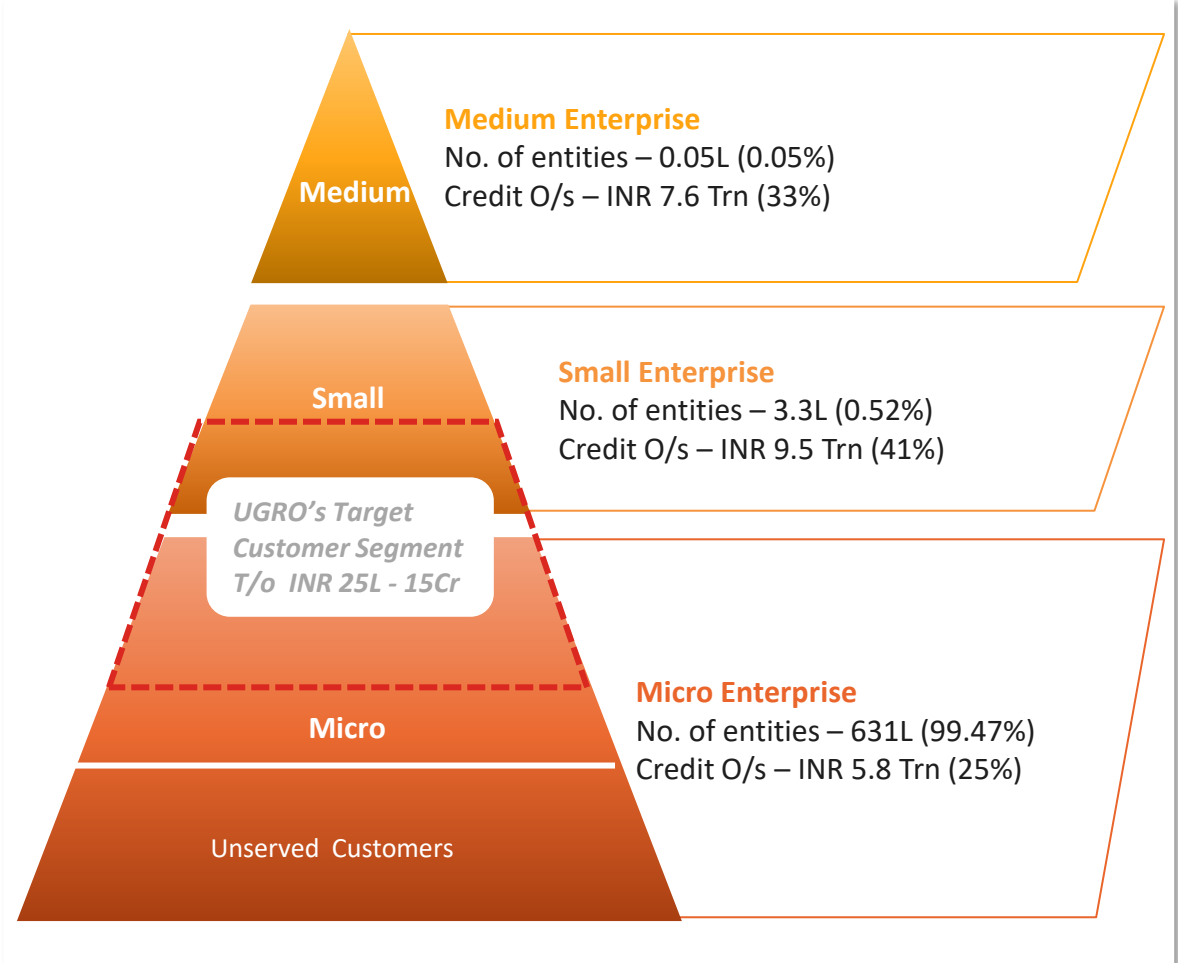 Medium
Medium Enterprise
No. of entities – 0.05L (0.05%)
Credit O/s – INR 7.6 Trn (33%)
Small
Small Enterprise
No. of entities – 3.3L (0.52%)
Credit O/s – INR 9.5 Trn (41%)
UGRO’s Target
Customer Segment
T/o INR 25L - 15Cr
Micro
Micro Enterprise
No. of entities – 631L (99.47%)
Credit O/s – INR 5.8 Trn (25%)
Unserved Customers